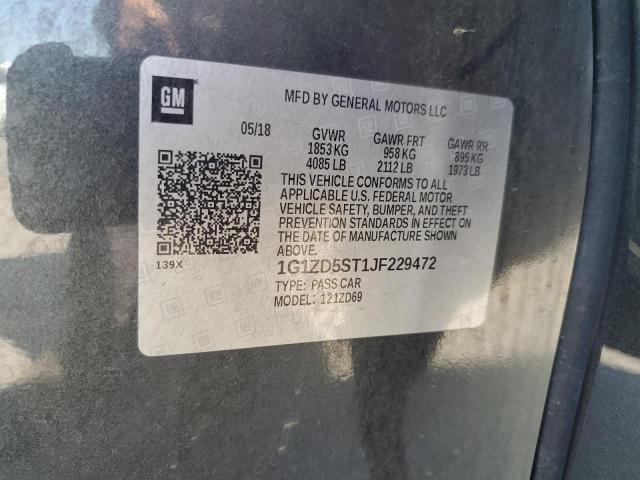 GM
MFD BY GENERAL MOTORS LLC
05/18 GVWR GAWR FRT GAWR RR
1853 KG 958 KG 895 KG
4085 LB 2112 LB 1973 LB
THIS VEHICLE CONFORMS TO ALL
APPLICABLE U.S. FEDERAL MOTOR
VEHICLE SAFETY, BUMPER, AND THEFT
PREVENTION STANDARDS IN EFFECT ON
THE DATE OF MANUFACTURE SHOWN
ABOVE.
139X
1G1ZD5ST1JF229472
TYPE: PASS CAR
MODEL: 121ZD69